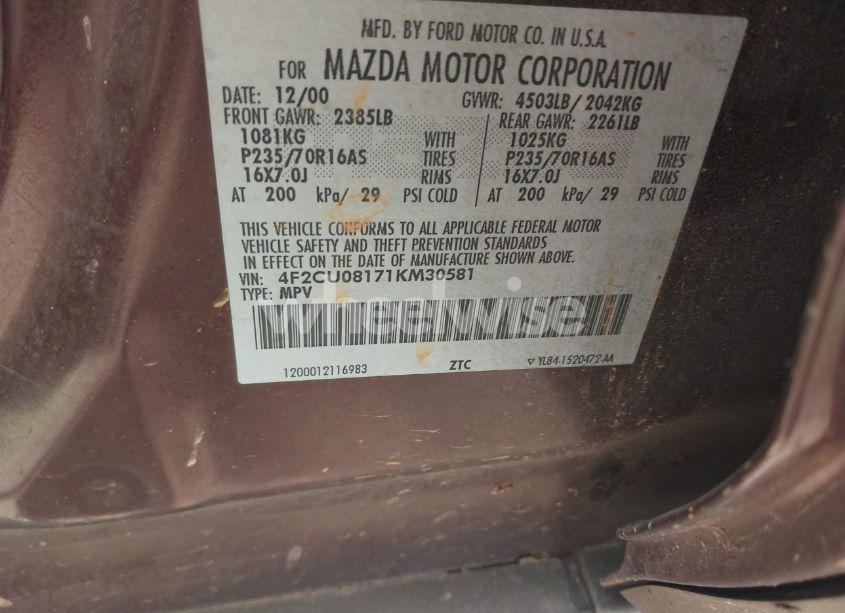 MFD. BY FORD MOTOR CO. IN U.S.A.
FOR MAZDA MOTOR CORPORATION
DATE: 12/00 GVWR: 4503LB/ 2042KG
FRONT GAWR: 2385LB REAR GAWR: 2261LB
1081KG WITH 1025KG WITH
P235/70R16AS TIRES P235/70R16AS TIRES
16X7.0J RIMS 16X7.0J RIMS
AT 200 kPa/ 29 PSI COLD AT 200 kPa/ 29 PSI COLD
THIS VEHICLE CONFORMS TO ALL APPLICABLE FEDERAL MOTOR
VEHICLE SAFETY AND THEFT PREVENTION STANDARDS
IN EFFECT ON THE DATE OF MANUFACTURE SHOWN ABOVE.
VIN: 4F2CU08171KM30581
TYPE: MPV
wheelwise
1200012116983 ZTC ▽ YL84-1520472-AA